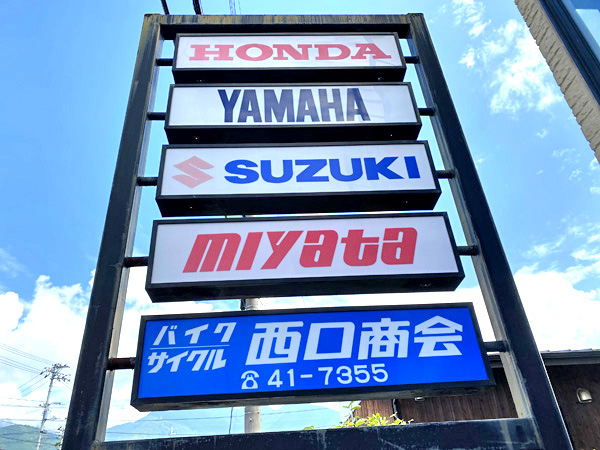 HONDA
YAMAHA
SUZUKI
miyata
バイク
サイクル
西口商会
☎41-7355